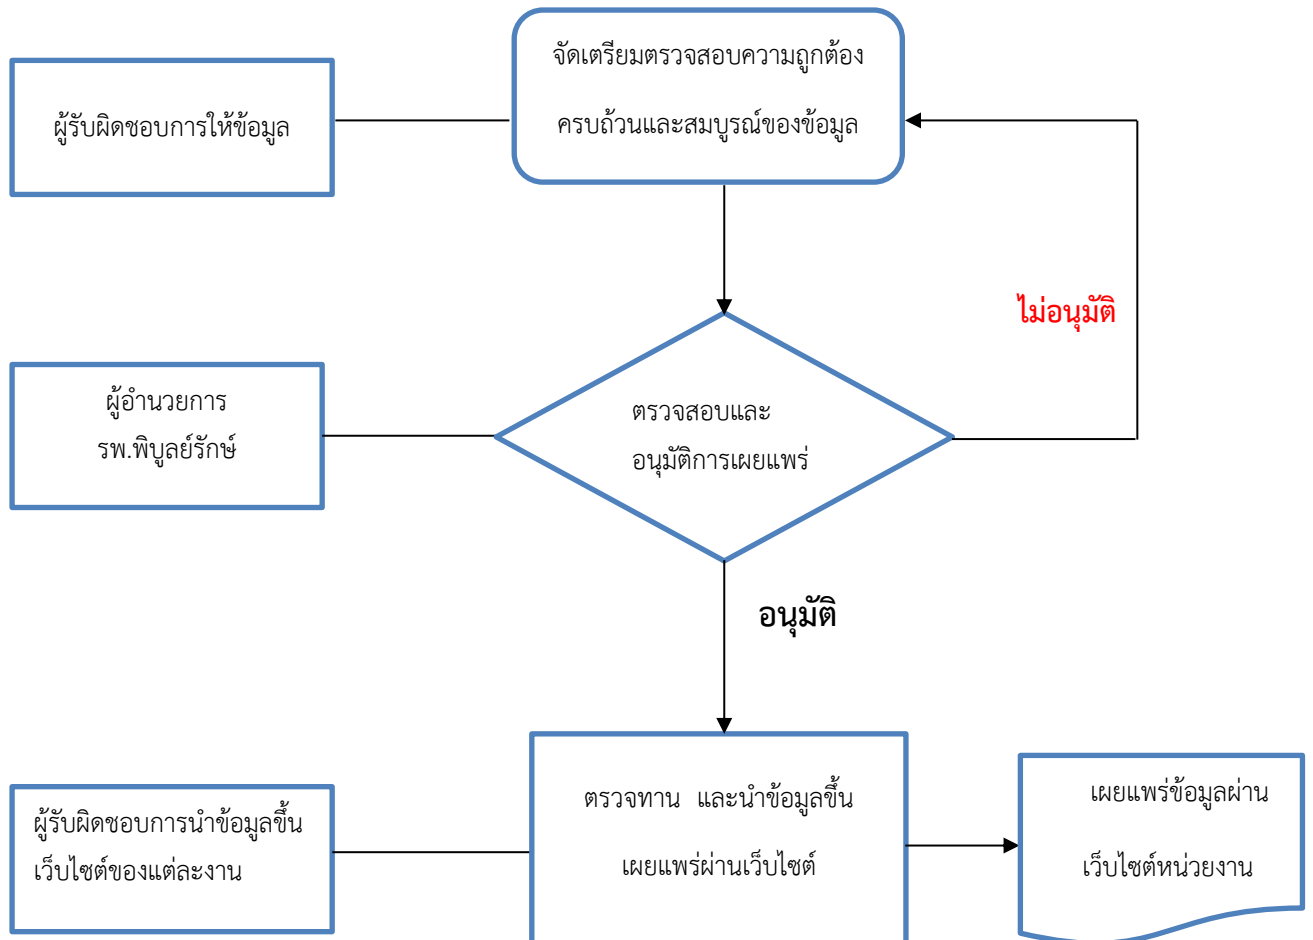 จัดเตรียมตรวจสอบความถูกต้อง
ครบถ้วนและสมบูรณ์ของข้อมูล
ผู้รับผิดชอบการให้ข้อมูล
ไม่อนุมัติ
ผู้อำนวยการ
รพ.พิบูลย์รักษ์
ตรวจสอบและ
อนุมัติการเผยแพร่
อนุมัติ
ผู้รับผิดชอบการนำข้อมูลขึ้น
เว็บไซต์ของแต่ละงาน
ตรวจทาน และนำข้อมูลขึ้น
เผยแพร่ผ่านเว็บไซต์
เผยแพร่ข้อมูลผ่าน
เว็บไซต์หน่วยงาน